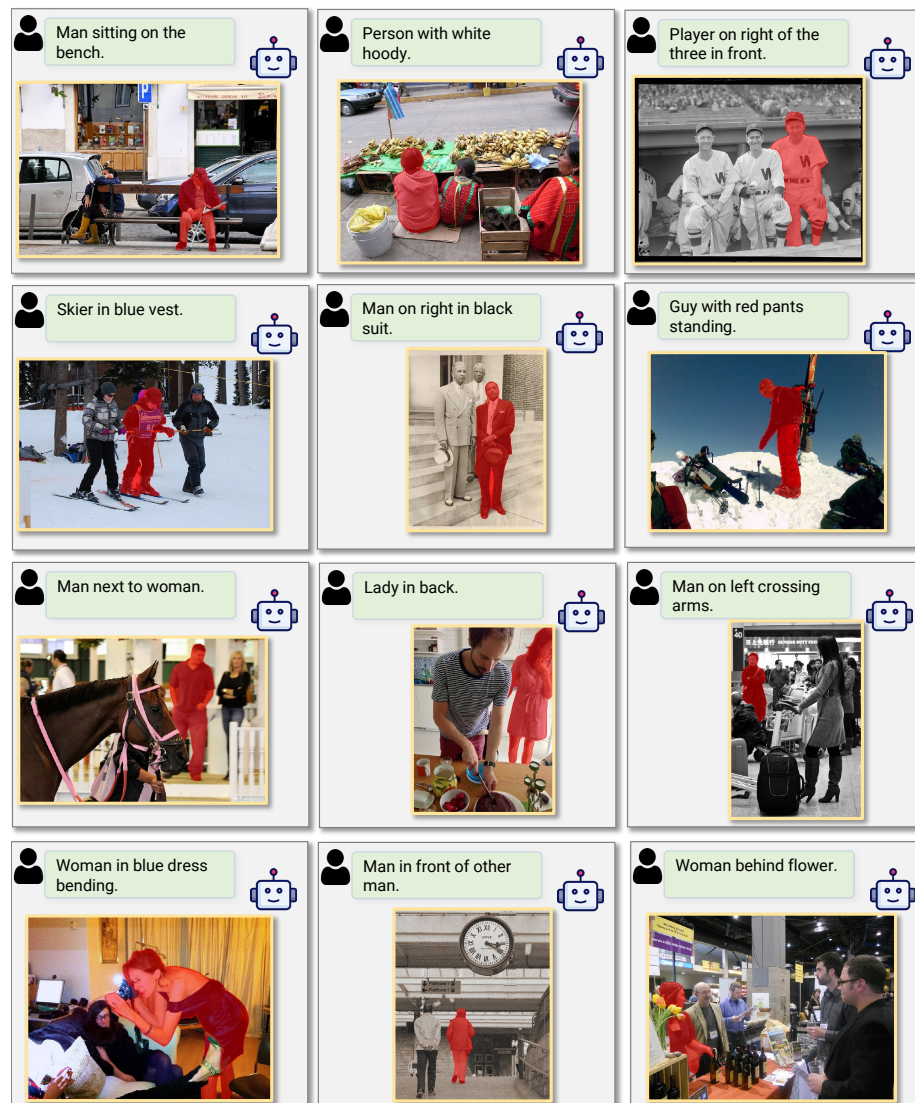 Man sitting on the
bench.
Person with white
hoody.
Player on right of the
three in front.
P
Skier in blue vest.
Man on right in black
suit.
Guy with red pants
standing.
Man next to woman.
Lady in back.
Man on left crossing
arms.
40
Woman in blue dress
bending.
Man in front of other
man.
Woman behind flower.